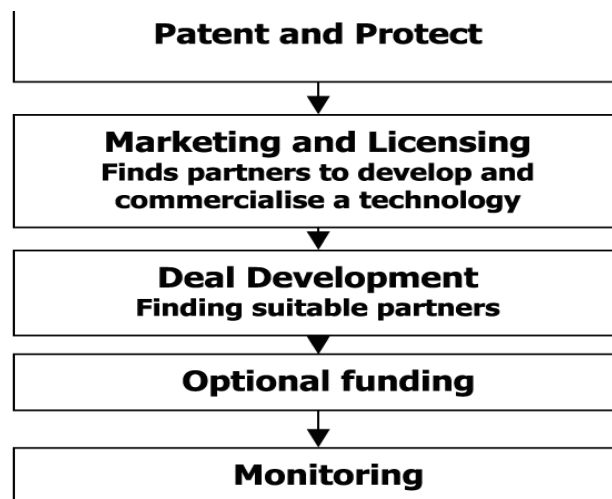 Patent and Protect
Marketing and Licensing
Finds partners to develop and
commercialise a technology
Deal Development
Finding suitable partners
Optional funding
Monitoring